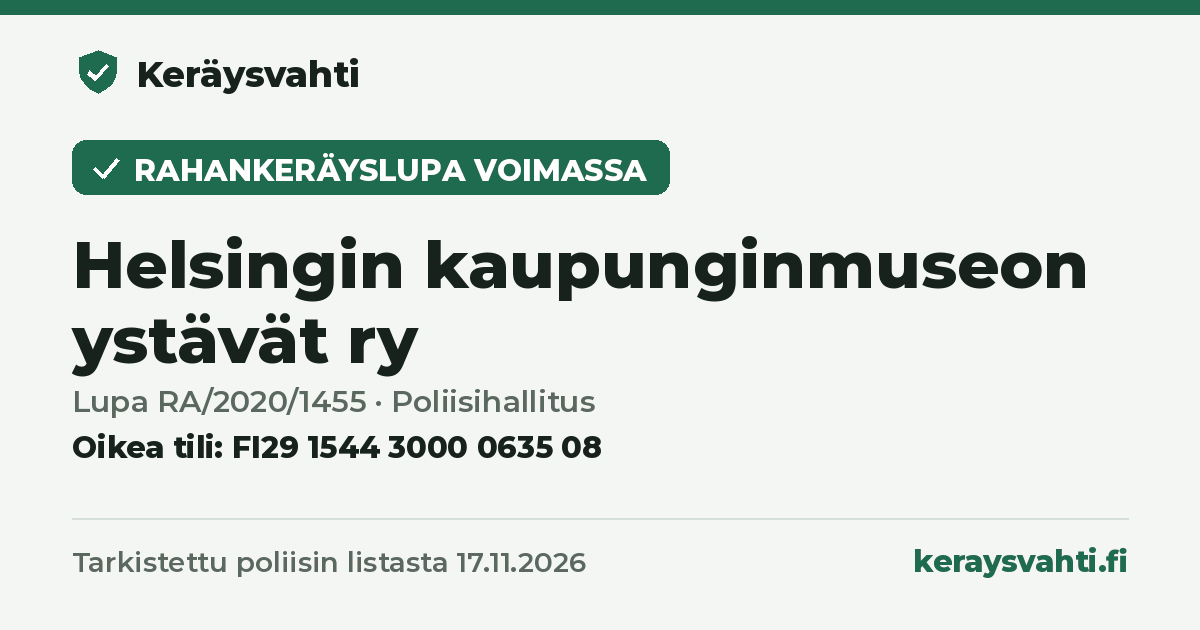 Keräysvahti
RAHANKERÄYSLUPA VOIMASSA
Helsingin kaupunginmuseon
ystävät ry
Lupa RA/2020/1455 · Poliisihallitus
Oikea tili: FI29 1544 3000 0635 08
Tarkistettu poliisin listasta 17.11.2026
keraysvahti.fi